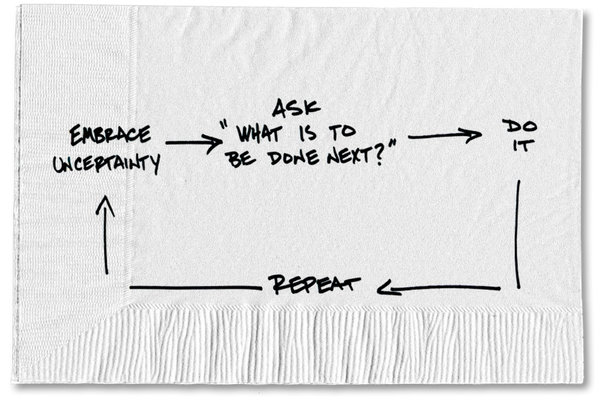 EMBRACE
UNCERTAINTY
ASK
"WHAT IS TO
BE DONE NEXT?"
DO
IT
REPEAT